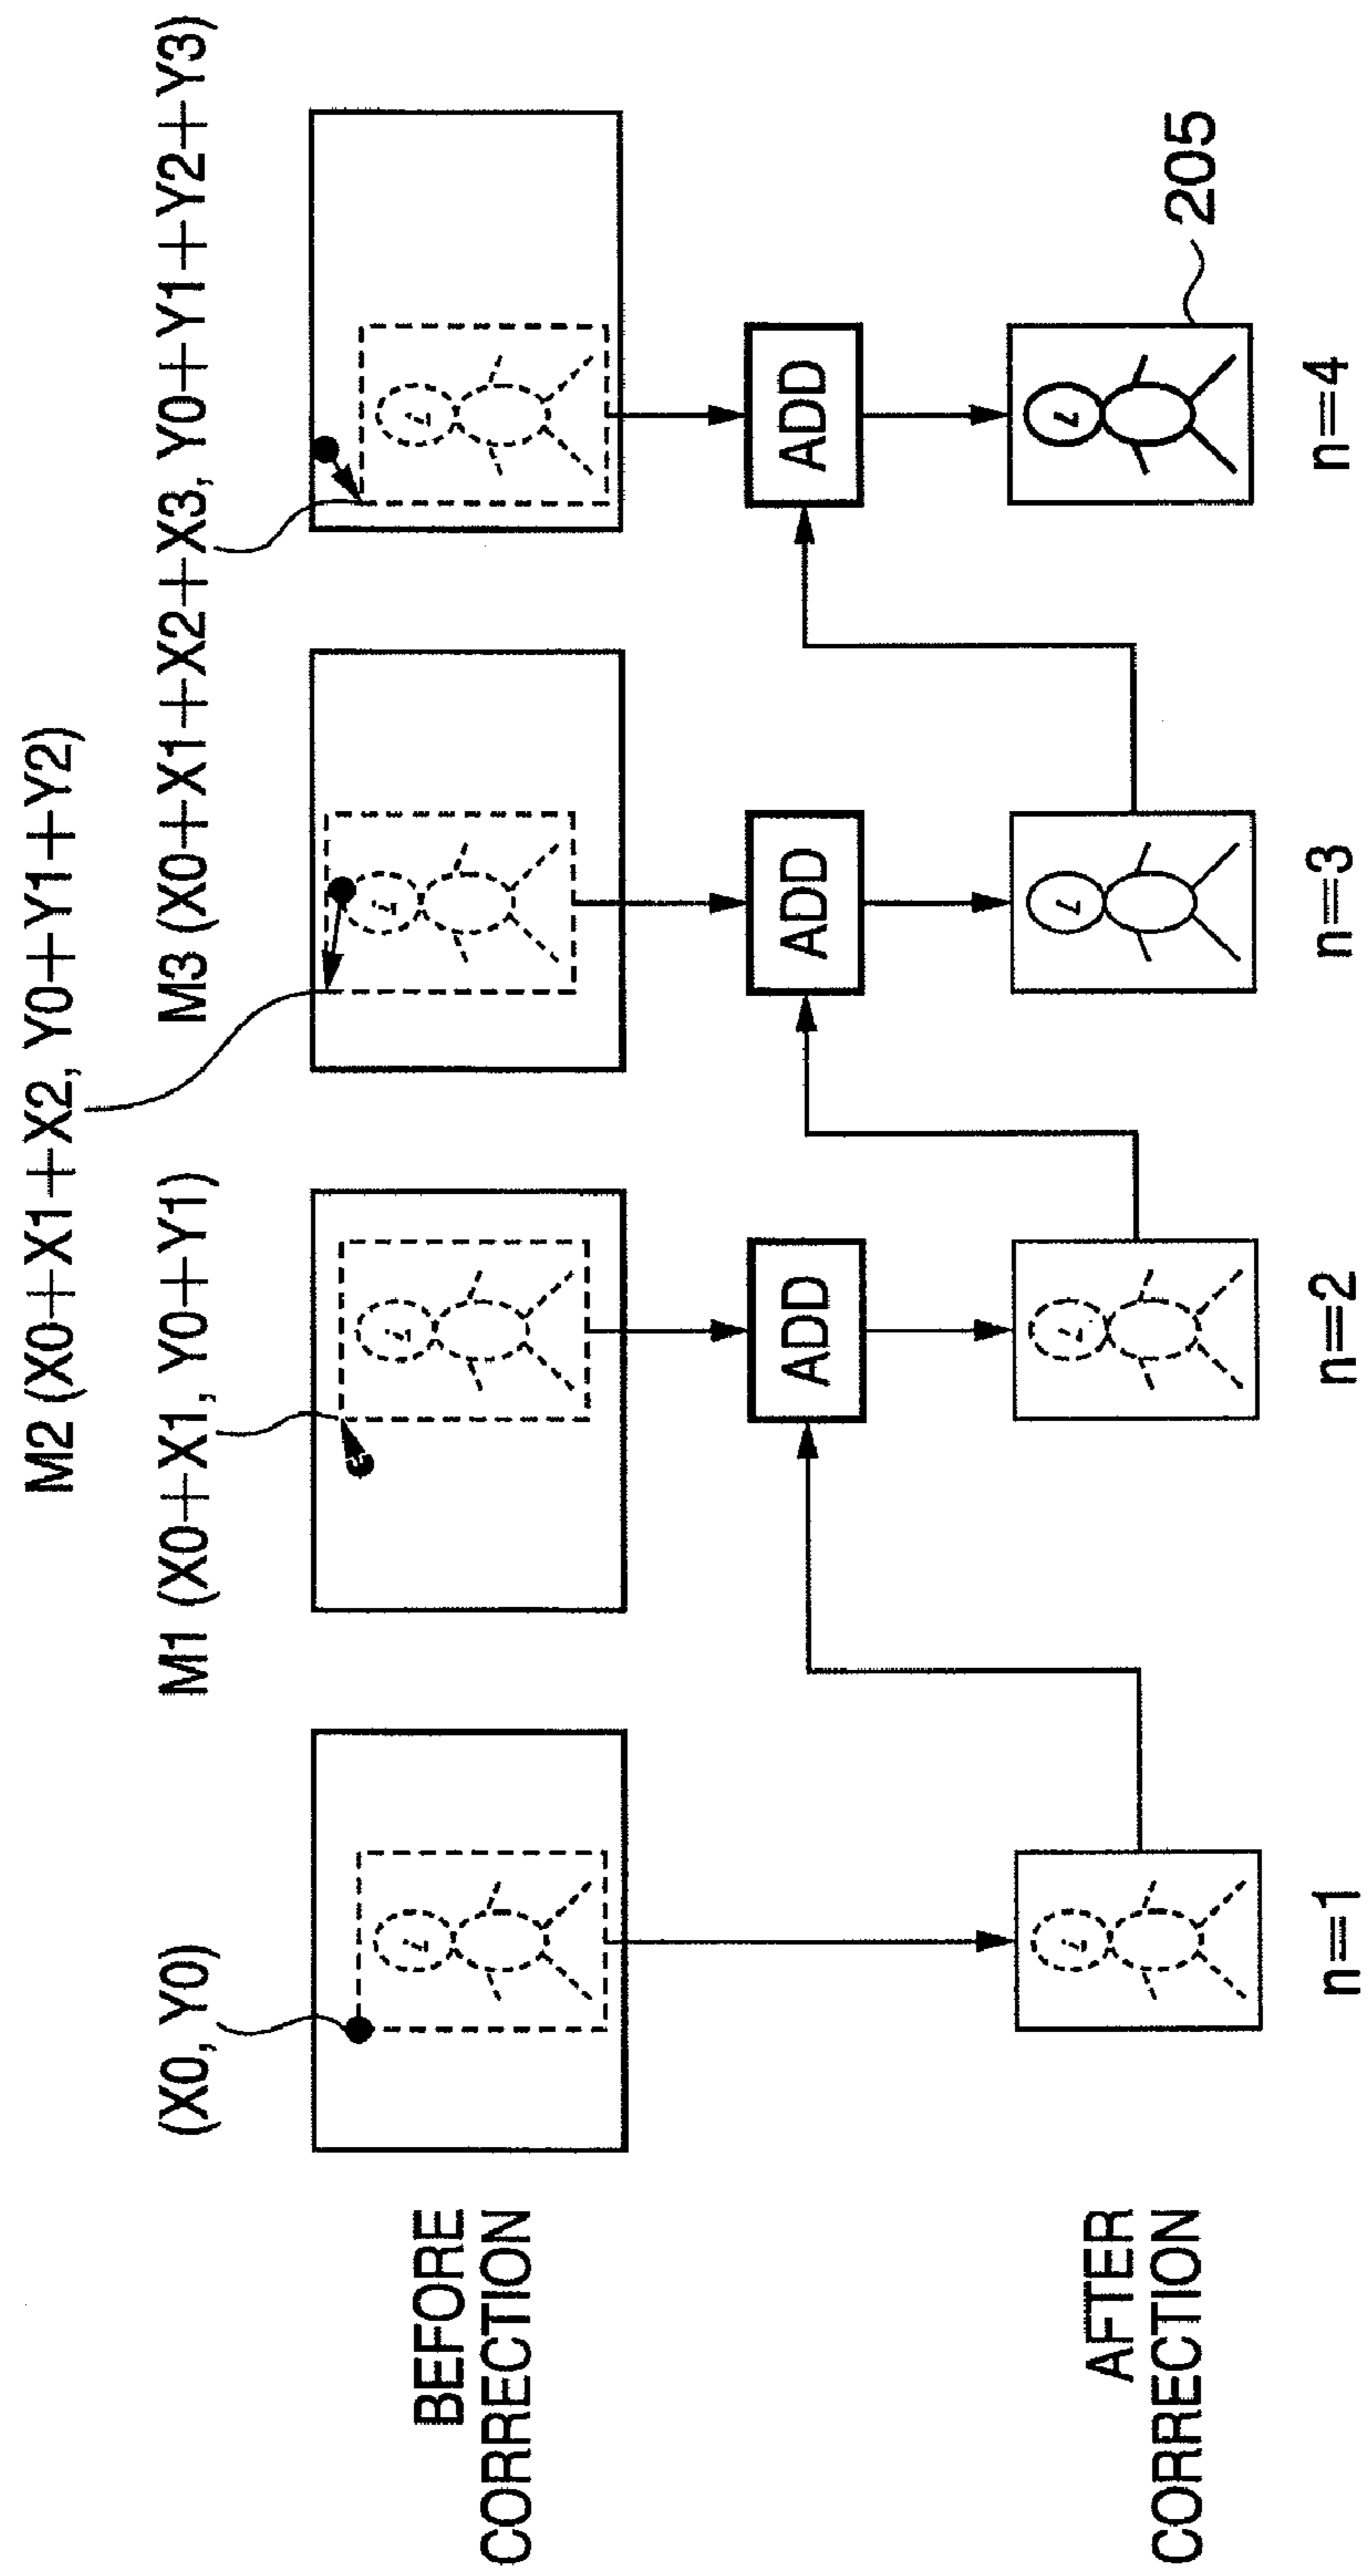 M2 (X0+X1+X2, Y0+Y1+Y2)
(X0, Y0)
M1 (X0+X1, Y0+Y1)
M3 (X0+X1+X2+X3, Y0+Y1+Y2+Y3)
BEFORE
CORRECTION
ADD
ADD
ADD
AFTER
CORRECTION
205
n=1
n=2
n=3
n=4